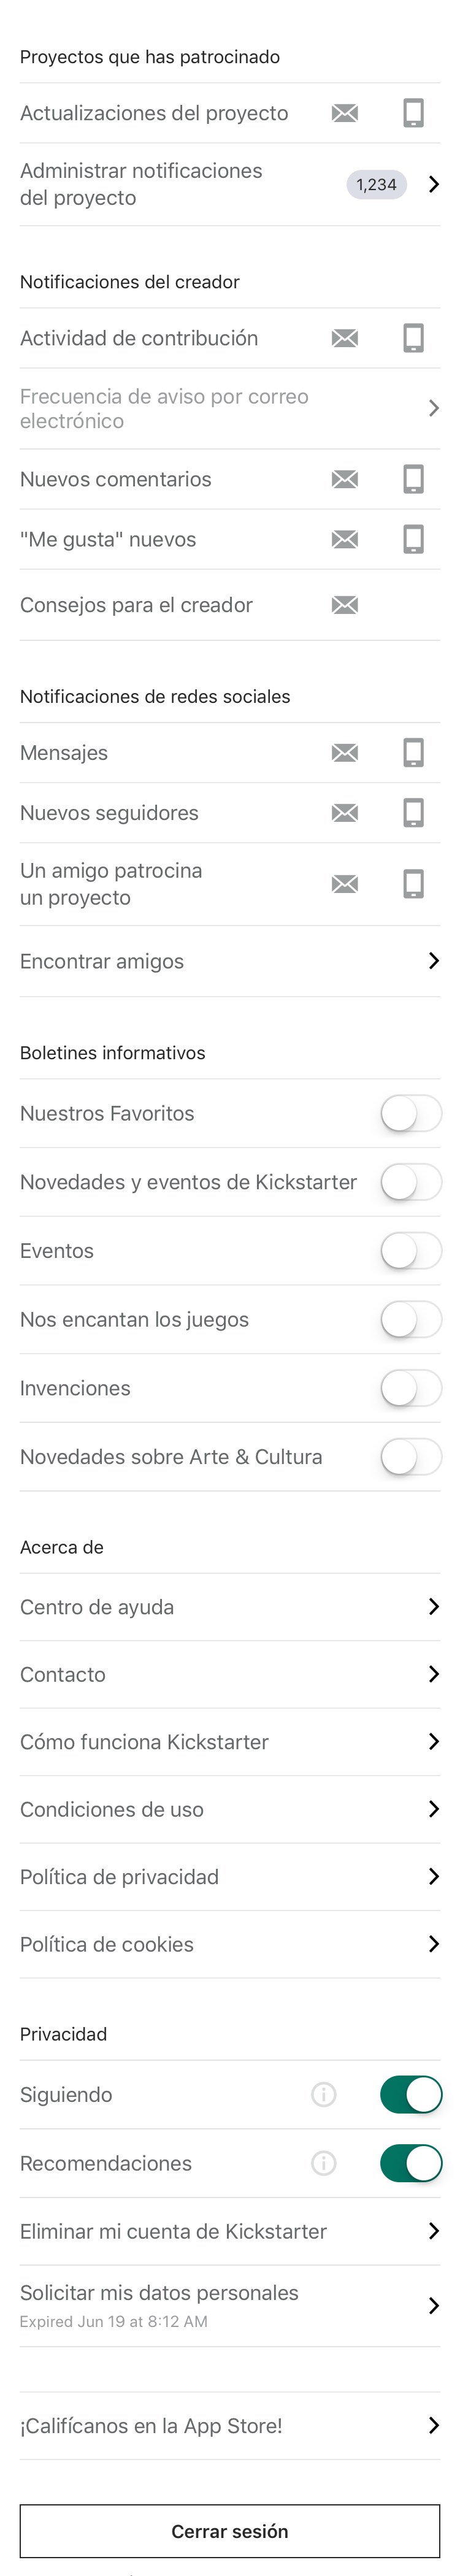 Proyectos que has patrocinado
Actualizaciones del proyecto
Administrar notificaciones
del proyecto
1,234
Notificaciones del creador
Actividad de contribución
Frecuencia de aviso por correo
electrónico
Nuevos comentarios
"Me gusta" nuevos
Consejos para el creador
Notificaciones de redes sociales
Mensajes
Nuevos seguidores
Un amigo patrocina
un proyecto
Encontrar amigos
Boletines informativos
Nuestros Favoritos
Novedades y eventos de Kickstarter
Eventos
Nos encantan los juegos
Invenciones
Novedades sobre Arte & Cultura
Acerca de
Centro de ayuda
Contacto
Cómo funciona Kickstarter
Condiciones de uso
Política de privacidad
Política de cookies
Privacidad
Siguiendo
Recomendaciones
Eliminar mi cuenta de Kickstarter
Solicitar mis datos personales
Expired Jun 19 at 8:12 AM
¡Califícanos en la App Store!
Cerrar sesión